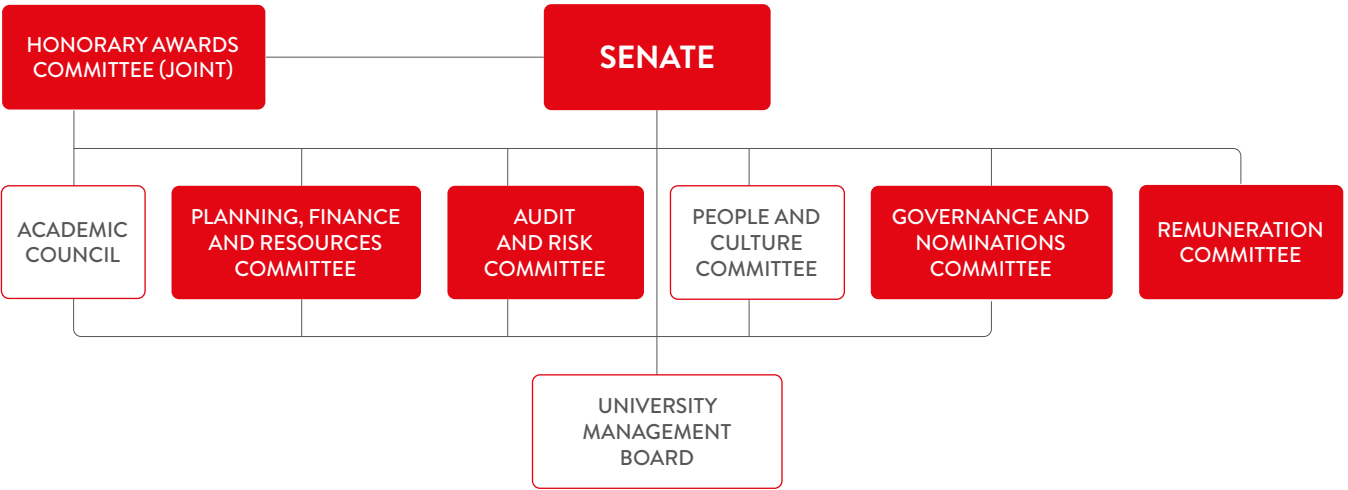 HONORARY AWARDS
COMMITTEE (JOINT)
SENATE
ACADEMIC
COUNCIL
PLANNING, FINANCE
AND RESOURCES
COMMITTEE
AUDIT
AND RISK
COMMITTEE
PEOPLE AND
CULTURE
COMMITTEE
GOVERNANCE AND
NOMINATIONS
COMMITTEE
REMUNERATION
COMMITTEE
UNIVERSITY
MANAGEMENT
BOARD